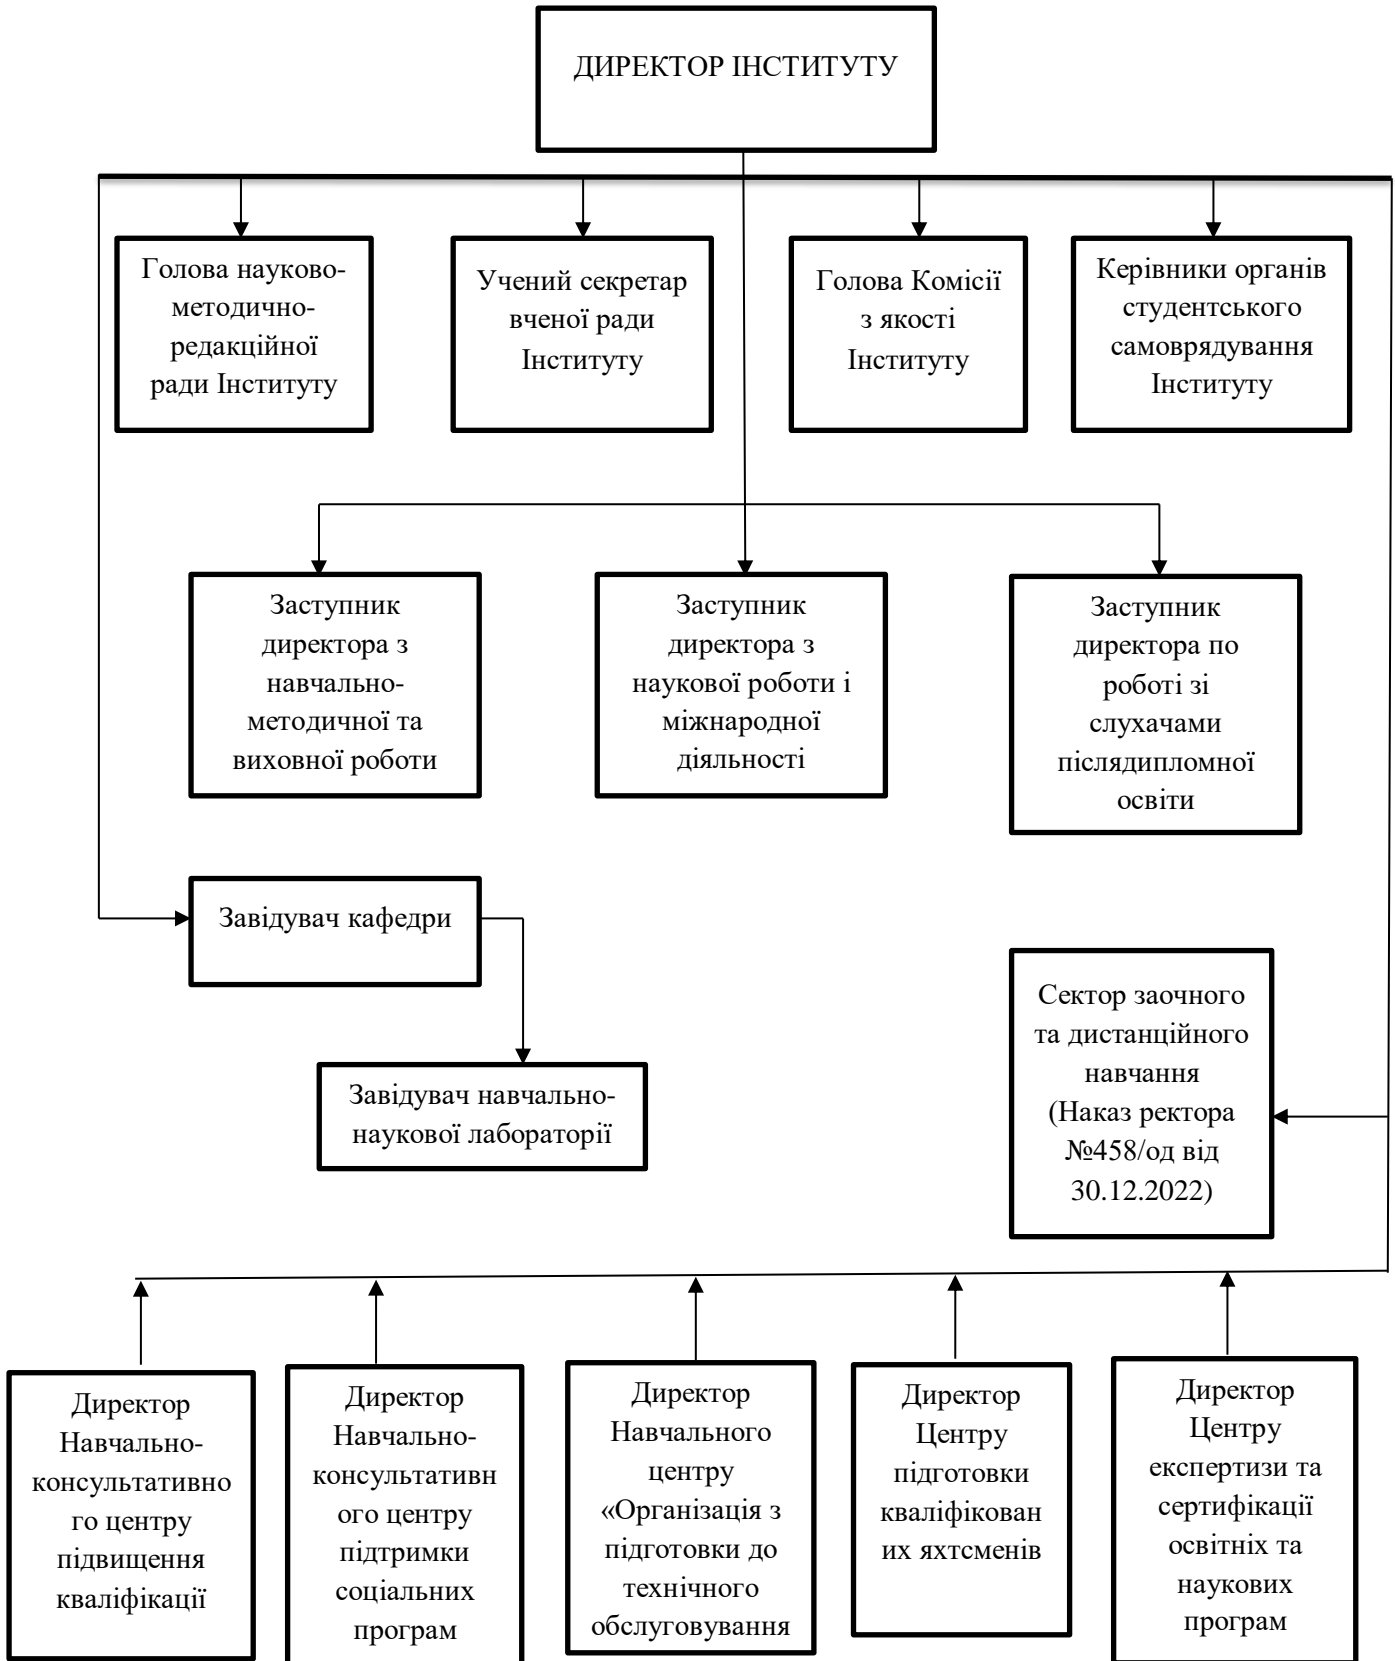 ДИРЕКТОР ІНСТИТУТУ
Голова науково-
методично-
редакційної
ради Інституту
Учений секретар
вченої ради
Інституту
Голова Комісії
з якості
Інституту
Керівники органів
студентського
самоврядування
Інституту
Заступник
директора з
навчально-
методичної та
виховної роботи
Заступник
директора з
наукової роботи і
міжнародної
діяльності
Заступник
директора по
роботі зі
слухачами
післядипломної
освіти
Завідувач кафедри
Завідувач навчально-
наукової лабораторії
Сектор заочного
та дистанційного
навчання
(Наказ ректора
№458/од від
30.12.2022)
Директор
Навчально-
консультативно
го центру
підвищення
кваліфікації
Директор
Навчально-
консультативн
ого центру
підтримки
соціальних
програм
Директор
Навчального
центру
«Організація з
підготовки до
технічного
обслуговування
Директор
Центру
підготовки
кваліфікован
их яхтсменів
Директор
Центру
експертизи та
сертифікації
освітніх та
наукових
програм